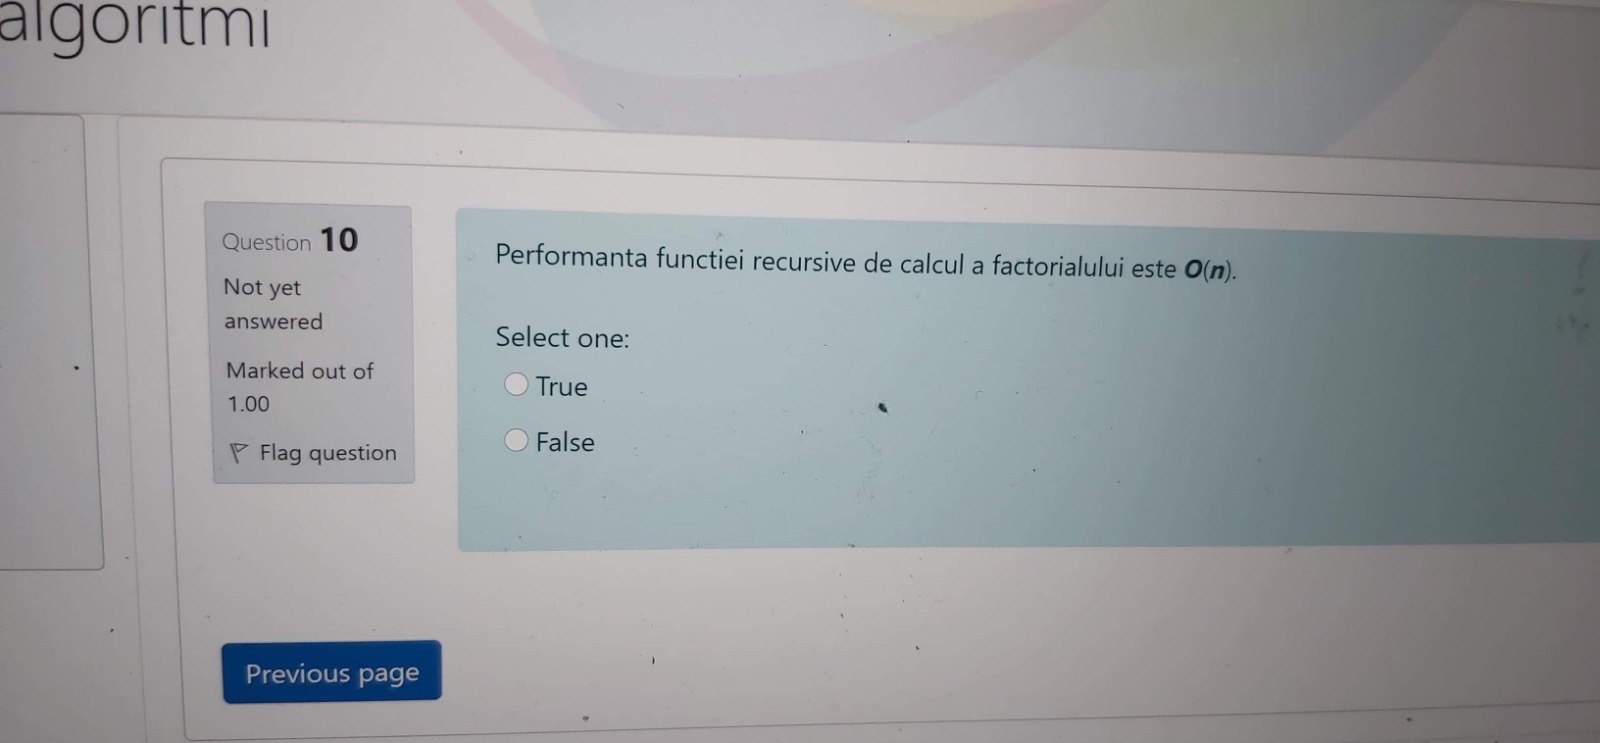 algoritmi
Question 10
Not yet
answered
Marked out of
1.00
Flag question
Performanta functiei recursive de calcul a factorialului este O(n).
Select one:
True
False
Previous page